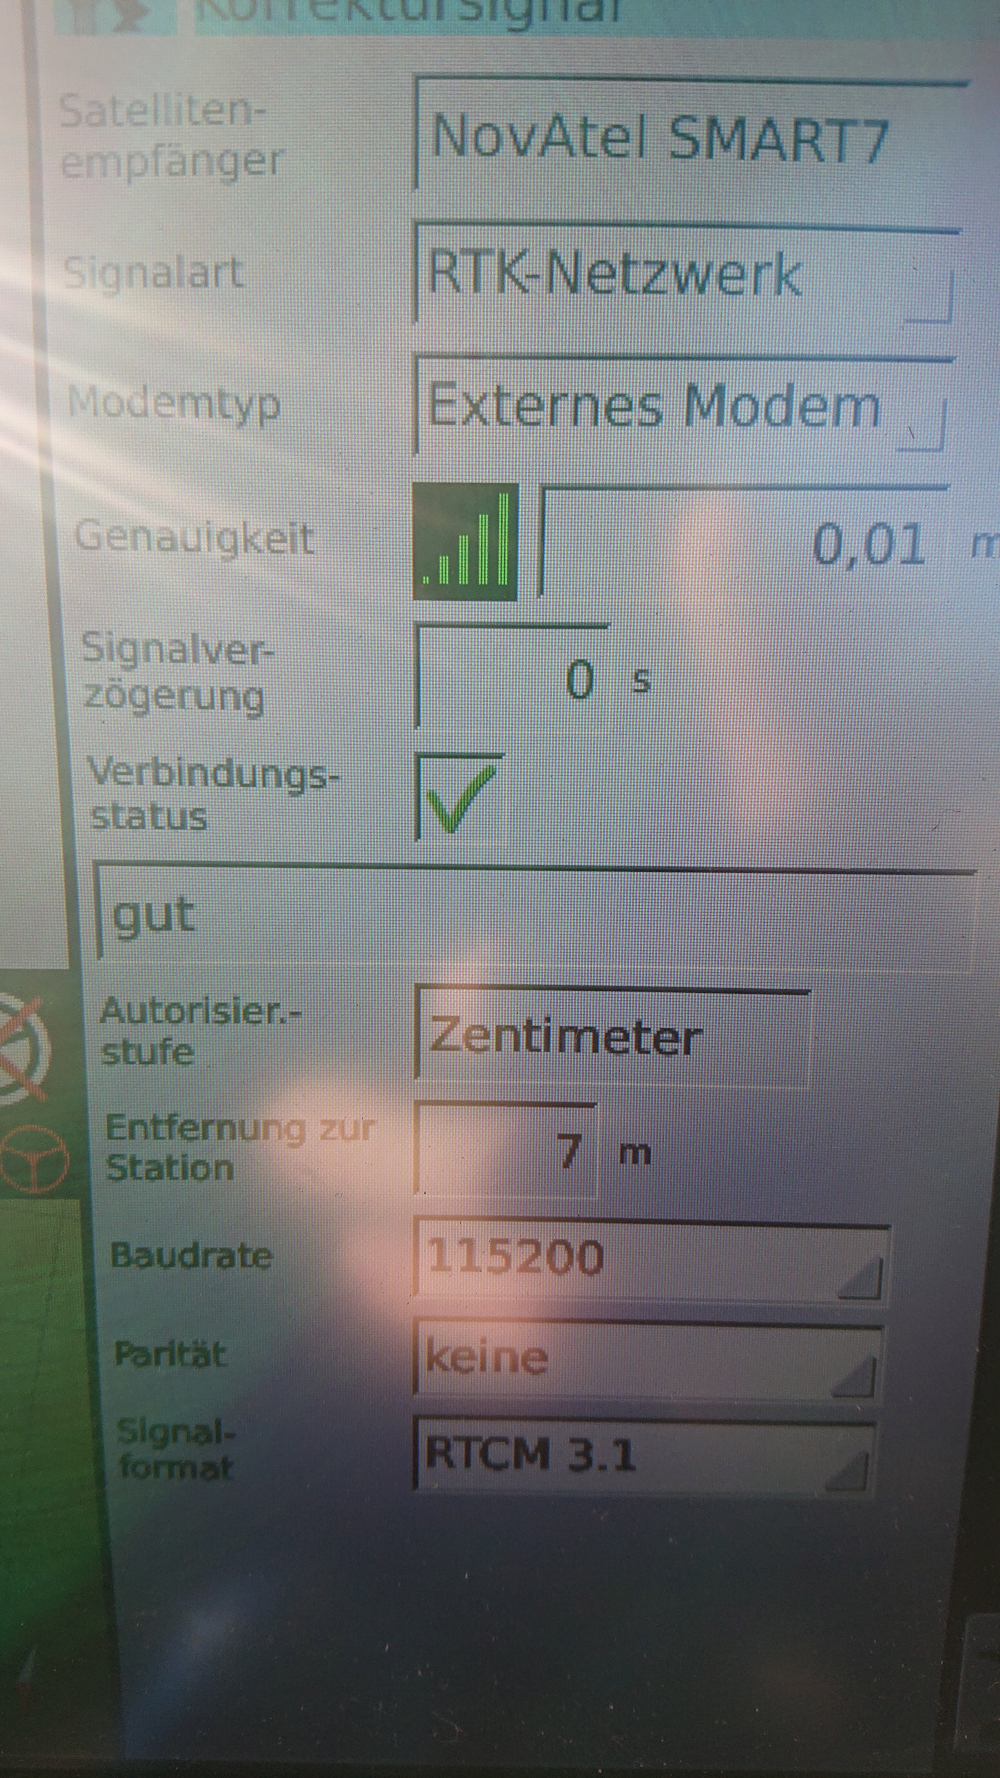 Korrektursignal
Satelliten-
empfänger
NovAtel SMART7
Signalart
RTK-Netzwerk
Modemtyp
Externes Modem
Genauigkeit
0,01 m
Signalver-
zögerung
0 s
Verbindungs-
status
gut
Autorisier.-
stufe
Zentimeter
Entfernung zur
Station
7 m
Baudrate
115200
Parität
keine
Signal-
format
RTCM 3.1